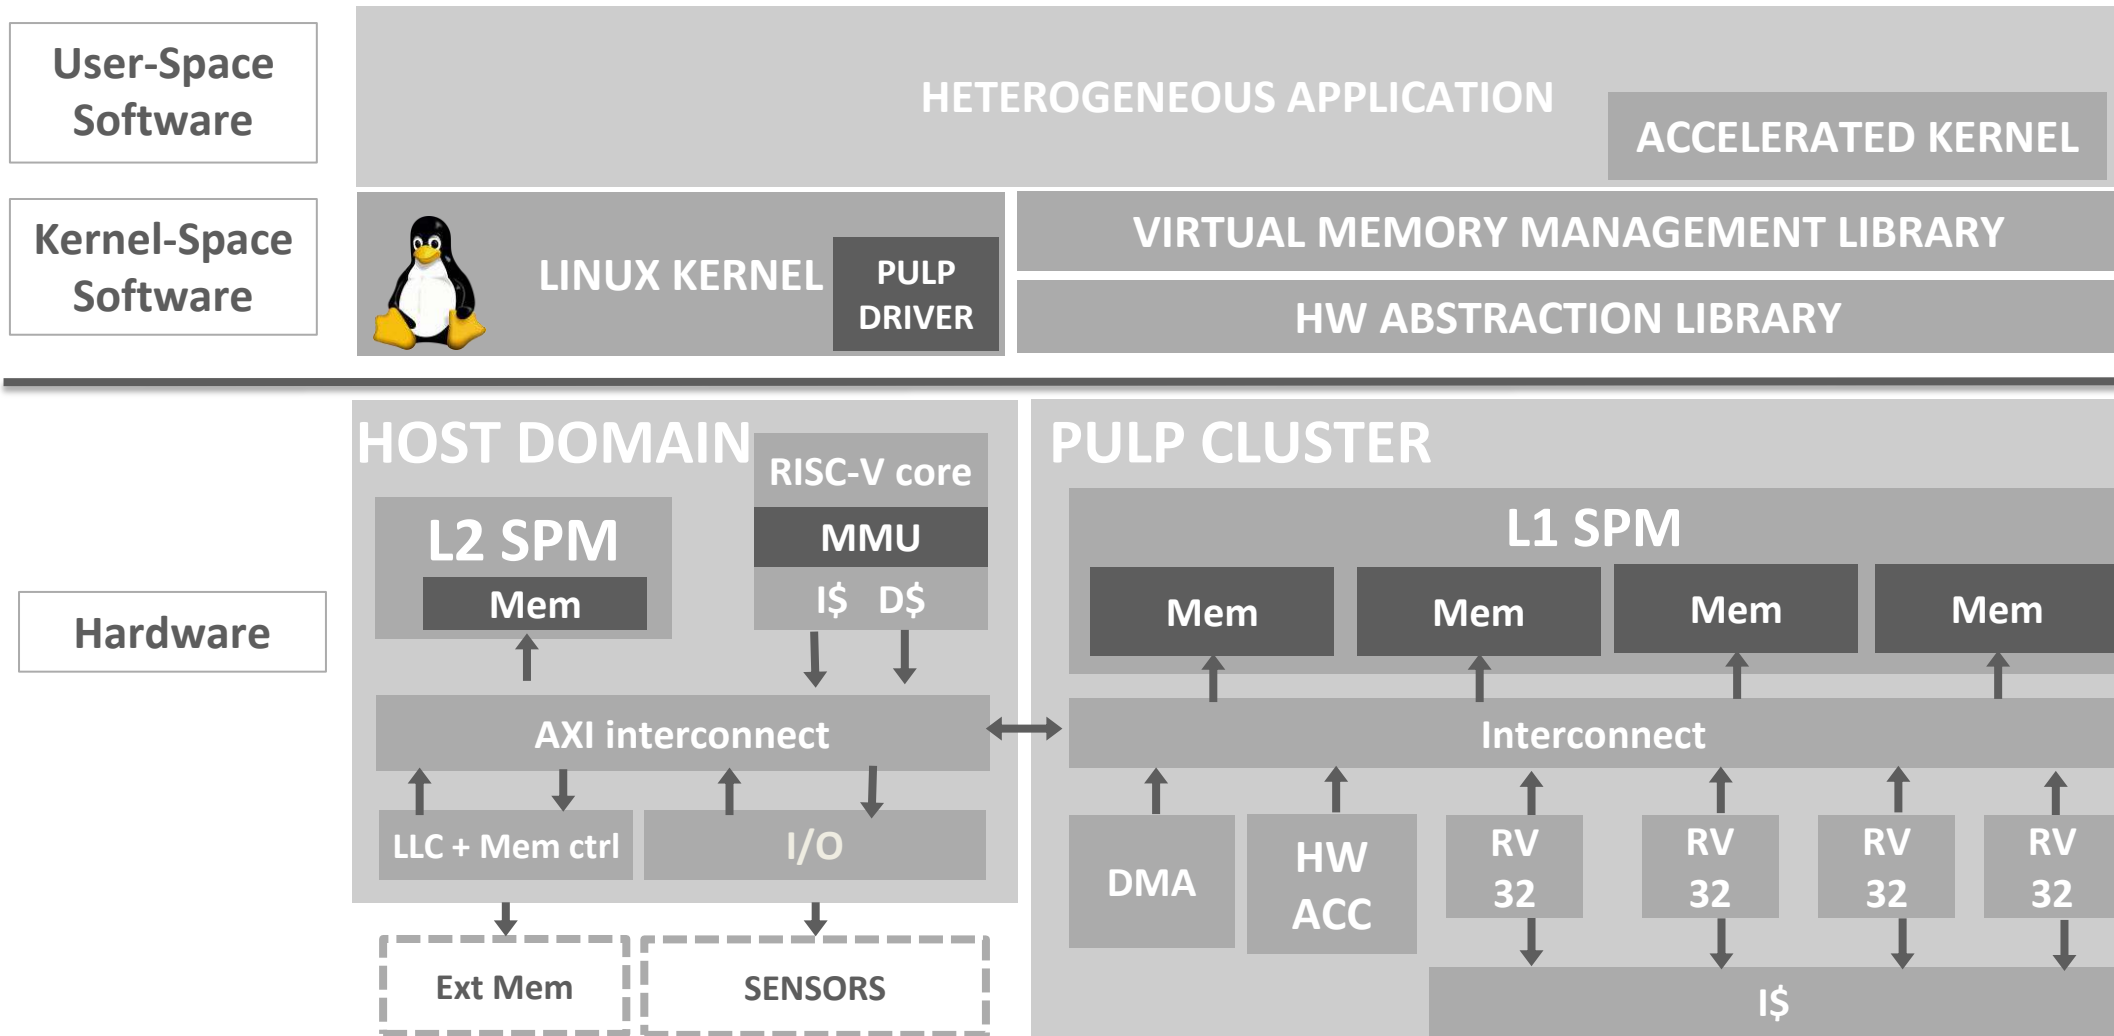 User-Space
Software
HETEROGENEOUS APPLICATION
ACCELERATED KERNEL
Kernel-Space
Software
LINUX KERNEL
PULP
DRIVER
VIRTUAL MEMORY MANAGEMENT LIBRARY
HW ABSTRACTION LIBRARY
Hardware
HOST DOMAIN
RISC-V core
MMU
I$ D$
L2 SPM
Mem
AXI interconnect
LLC + Mem ctrl
I/O
Ext Mem
SENSORS
PULP CLUSTER
L1 SPM
Mem
Mem
Mem
Mem
Interconnect
DMA
HW
ACC
RV
32
RV
32
RV
32
RV
32
I$